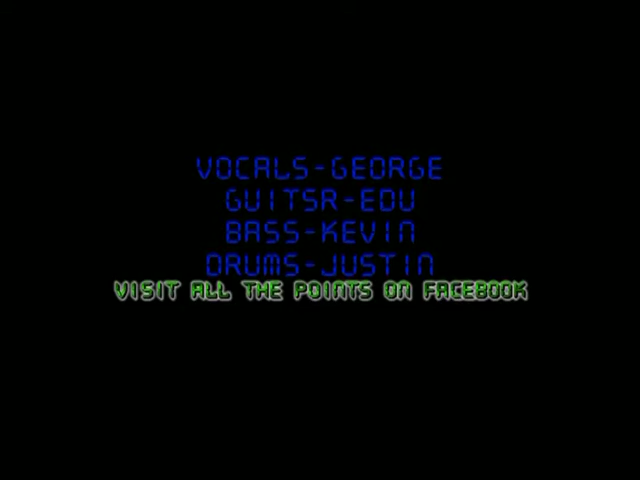 VOCALS-GEORGE
GUITSR-EDU
BASS-KEVIN
DRUMS-JUSTIN
VISIT ALL THE POINTS ON FACEBOOK